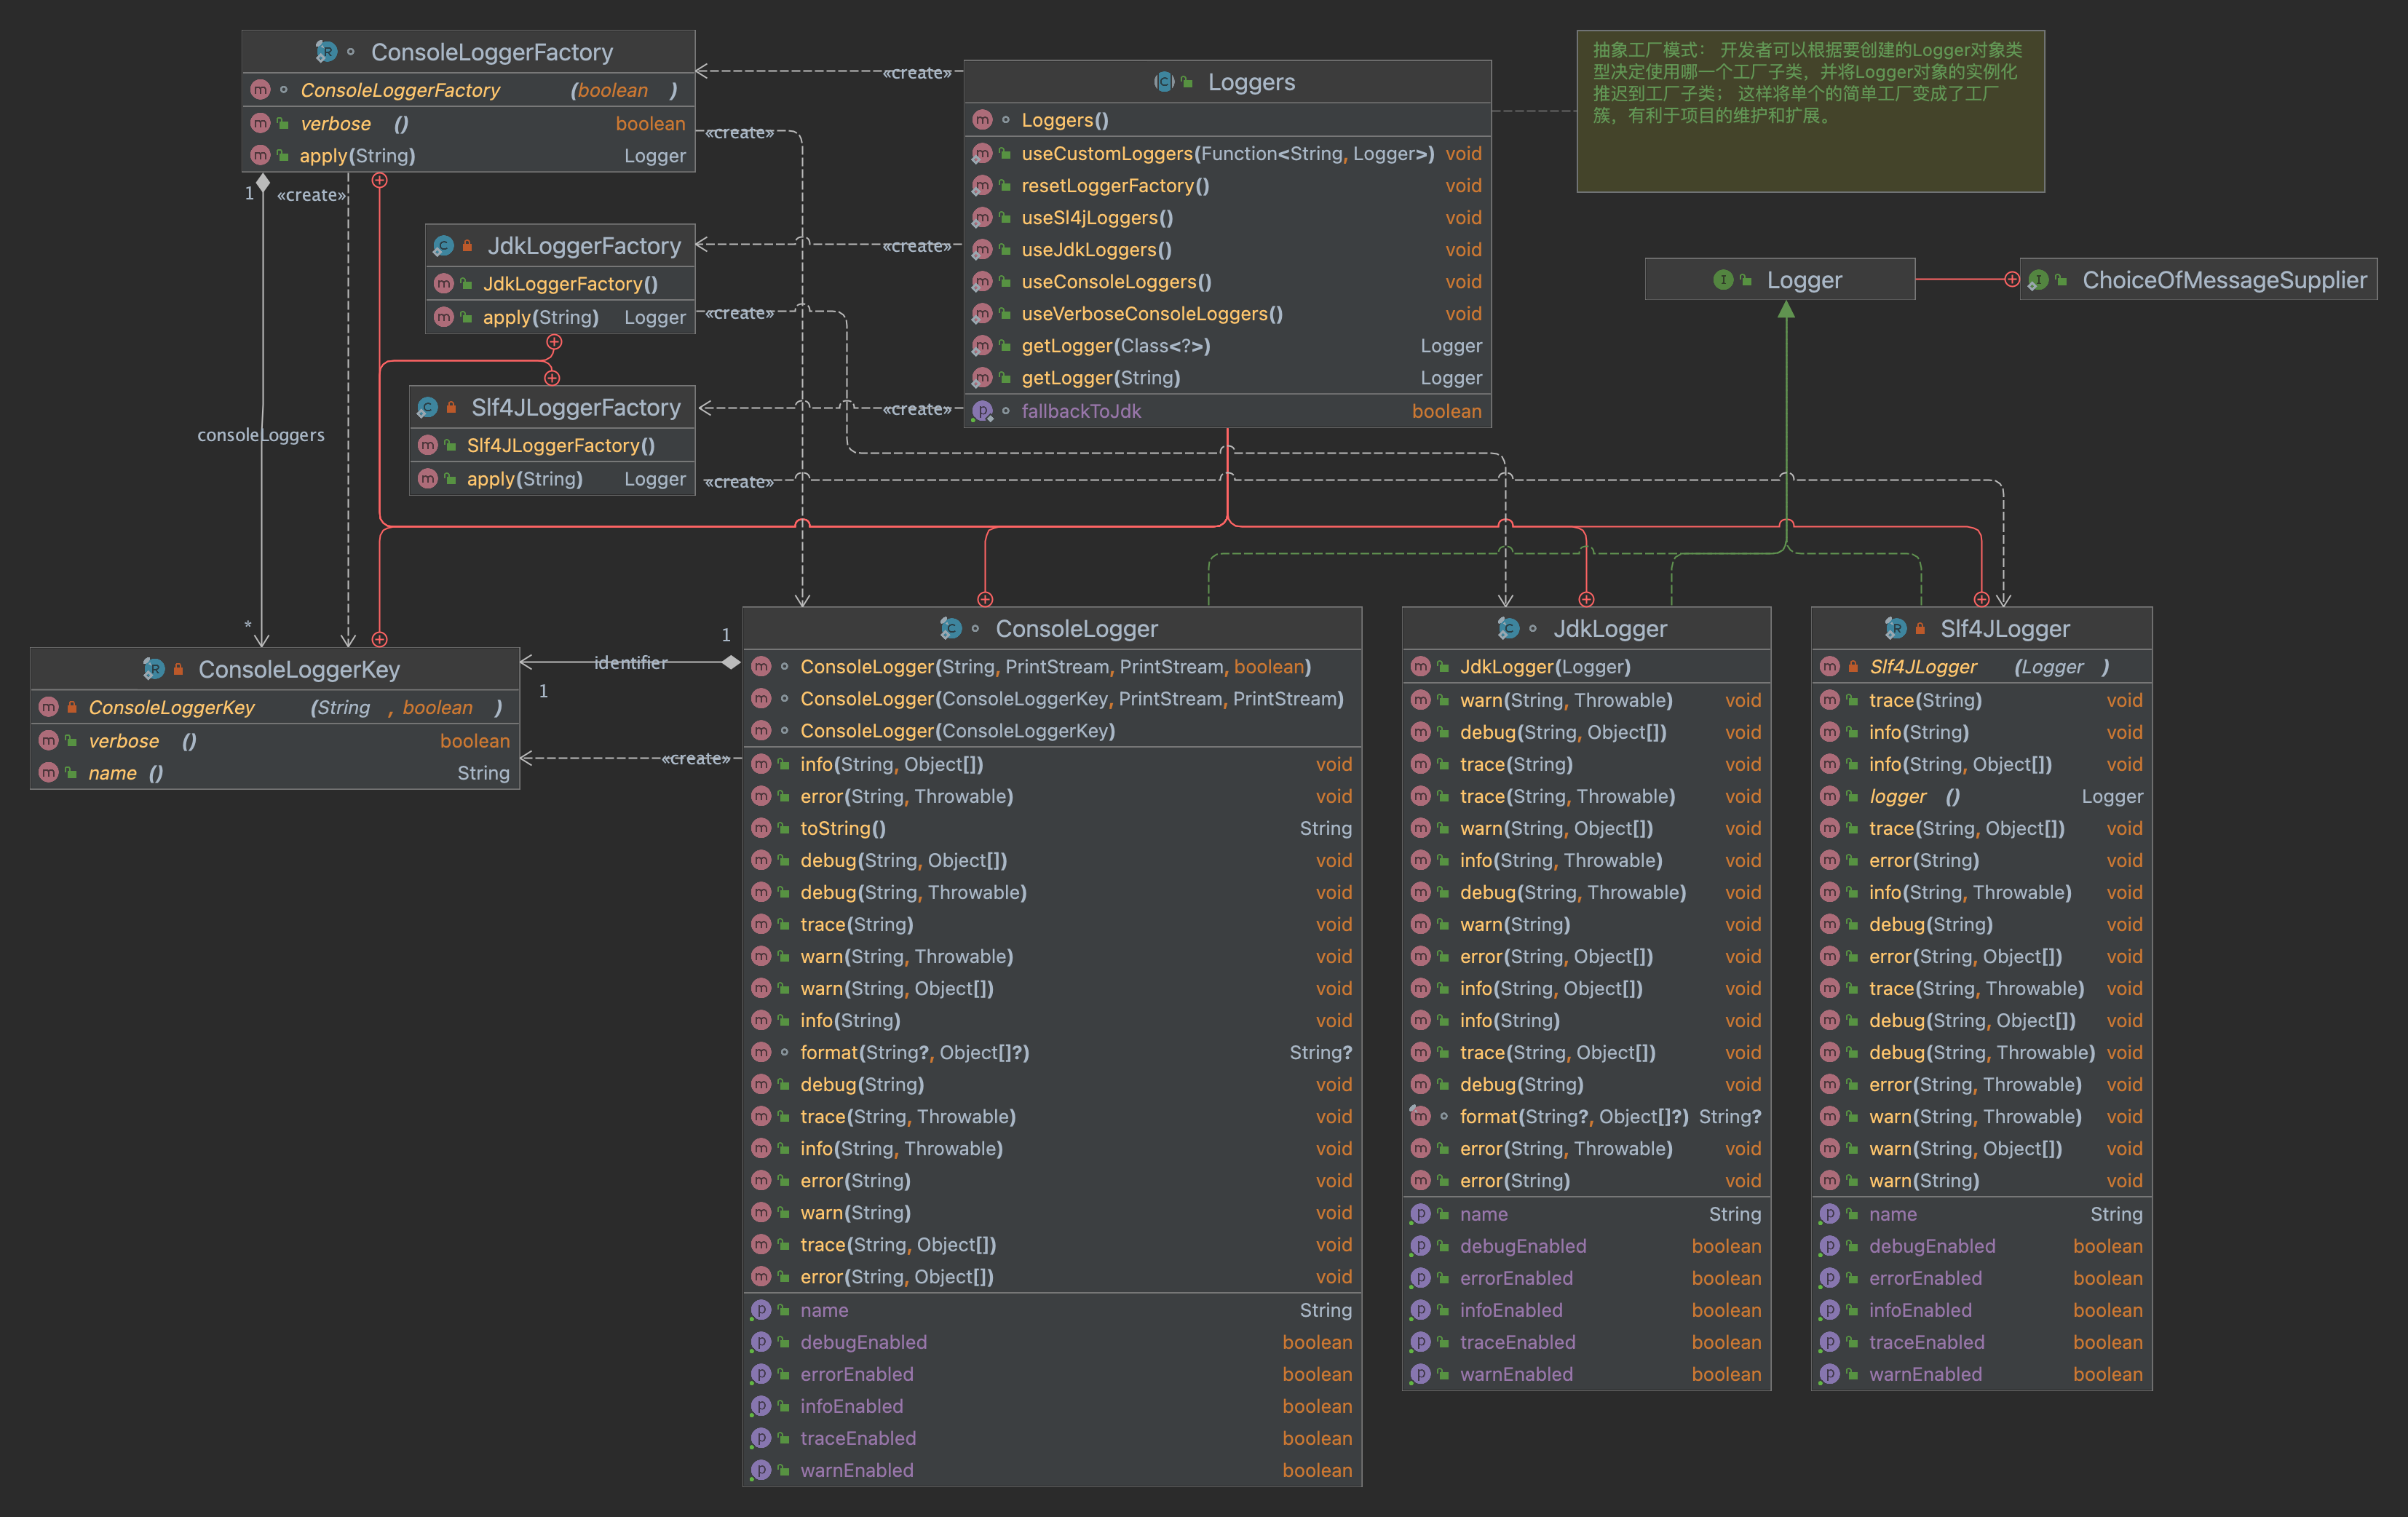 ConsoleLoggerFactory
ConsoleLoggerFactory (boolean )
verbose () boolean
apply(String) Logger
«create»
«create»
1
«create»
consoleLoggers
*
JdkLoggerFactory
JdkLoggerFactory()
apply(String) Logger
«create»
«create»
Slf4JLoggerFactory
Slf4JLoggerFactory()
apply(String) Logger
«create»
«create»
Loggers
Loggers()
useCustomLoggers(Function<String, Logger>) void
resetLoggerFactory() void
useSl4jLoggers() void
useJdkLoggers() void
useConsoleLoggers() void
useVerboseConsoleLoggers() void
getLogger(Class<?>) Logger
getLogger(String) Logger
fallbackToJdk boolean
抽象工厂模式： 开发者可以根据要创建的Logger对象类
型决定使用哪一个工厂子类，并将Logger对象的实例化
推迟到工厂子类； 这样将单个的简单工厂变成了工厂
簇，有利于项目的维护和扩展。
Logger
ChoiceOfMessageSupplier
ConsoleLoggerKey
ConsoleLoggerKey (String , boolean )
verbose () boolean
name () String
1
identifier
1
«create»
ConsoleLogger
ConsoleLogger(String, PrintStream, PrintStream, boolean)
ConsoleLogger(ConsoleLoggerKey, PrintStream, PrintStream)
ConsoleLogger(ConsoleLoggerKey)
info(String, Object[]) void
error(String, Throwable) void
toString() String
debug(String, Object[]) void
debug(String, Throwable) void
trace(String) void
warn(String, Throwable) void
warn(String, Object[]) void
info(String) void
format(String?, Object[]?) String?
debug(String) void
trace(String, Throwable) void
info(String, Throwable) void
error(String) void
warn(String) void
trace(String, Object[]) void
error(String, Object[]) void
name String
debugEnabled boolean
errorEnabled boolean
infoEnabled boolean
traceEnabled boolean
warnEnabled boolean
JdkLogger
JdkLogger(Logger)
warn(String, Throwable) void
debug(String, Object[]) void
trace(String) void
trace(String, Throwable) void
warn(String, Object[]) void
info(String, Throwable) void
debug(String, Throwable) void
warn(String) void
error(String, Object[]) void
info(String, Object[]) void
info(String) void
trace(String, Object[]) void
debug(String) void
format(String?, Object[]?) String?
error(String, Throwable) void
error(String) void
name String
debugEnabled boolean
errorEnabled boolean
infoEnabled boolean
traceEnabled boolean
warnEnabled boolean
Slf4JLogger
Slf4JLogger (Logger )
trace(String) void
info(String) void
info(String, Object[]) void
logger () Logger
trace(String, Object[]) void
error(String) void
info(String, Throwable) void
debug(String) void
error(String, Object[]) void
trace(String, Throwable) void
debug(String, Object[]) void
debug(String, Throwable) void
error(String, Throwable) void
warn(String, Throwable) void
warn(String, Object[]) void
warn(String) void
name String
debugEnabled boolean
errorEnabled boolean
infoEnabled boolean
traceEnabled boolean
warnEnabled boolean